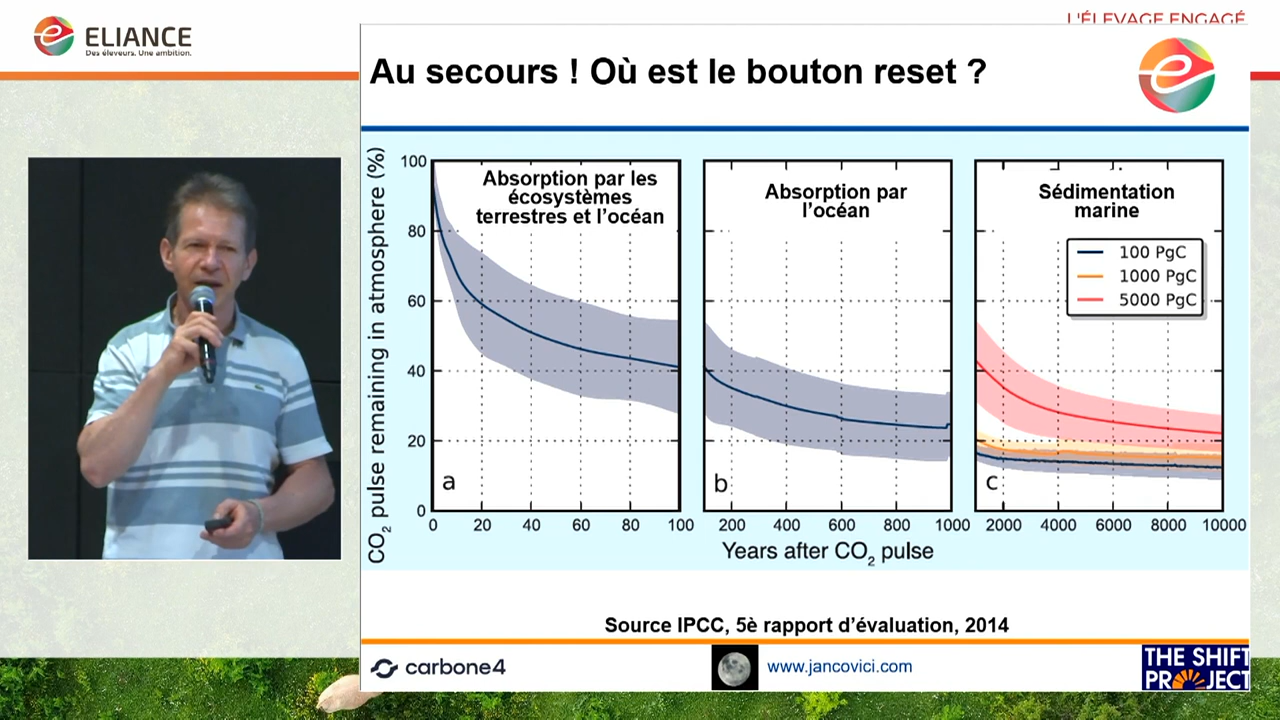 ELIANCE
Des éleveurs. Une ambition.
L'ÉLEVAGE ENGAGÉ
Au secours ! Où est le bouton reset ?
CO2 pulse remaining in atmosphere (%)
100
80
60
40
20
0
Absorption par les
écosystèmes
terrestres et l'océan
a
0 20 40 60 80 100
Absorption par
l'océan
b
200 400 600 800 1000
Sédimentation
marine
100 PgC
1000 PgC
5000 PgC
c
2000 4000 6000 8000 10000
Years after CO2 pulse
Source IPCC, 5è rapport d'évaluation, 2014
carbone4
www.jancovici.com
THE SHIFT
PROJECT